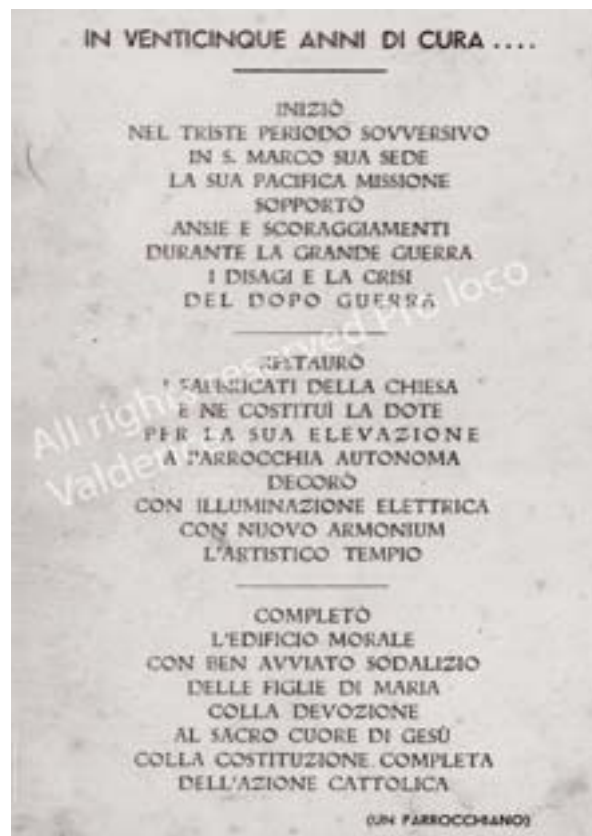 IN VENTICINQUE ANNI DI CURA ....
INIZIÒ
NEL TRISTE PERIODO SOVVERSIVO
IN S. MARCO SUA SEDE
LA SUA PACIFICA MISSIONE
SOPPORTÒ
ANSIE E SCORAGGIAMENTI
DURANTE LA GRANDE GUERRA
I DISAGI E LA CRISI
DEL DOPO GUERRA
RESTAURÒ
I FABBRICATI DELLA CHIESA
E NE COSTITUÌ LA DOTE
PER LA SUA ELEVAZIONE
A PARROCCHIA AUTONOMA
DECORÒ
CON ILLUMINAZIONE ELETTRICA
CON NUOVO ARMONIUM
L'ARTISTICO TEMPIO
COMPLETÒ
L'EDIFICIO MORALE
CON BEN AVVIATO SODALIZIO
DELLE FIGLIE DI MARIA
COLLA DEVOZIONE
AL SACRO CUORE DI GESÙ
COLLA COSTITUZIONE COMPLETA
DELL'AZIONE CATTOLICA
(UN PARROCCHIANO)
All rights reserved Pro loco